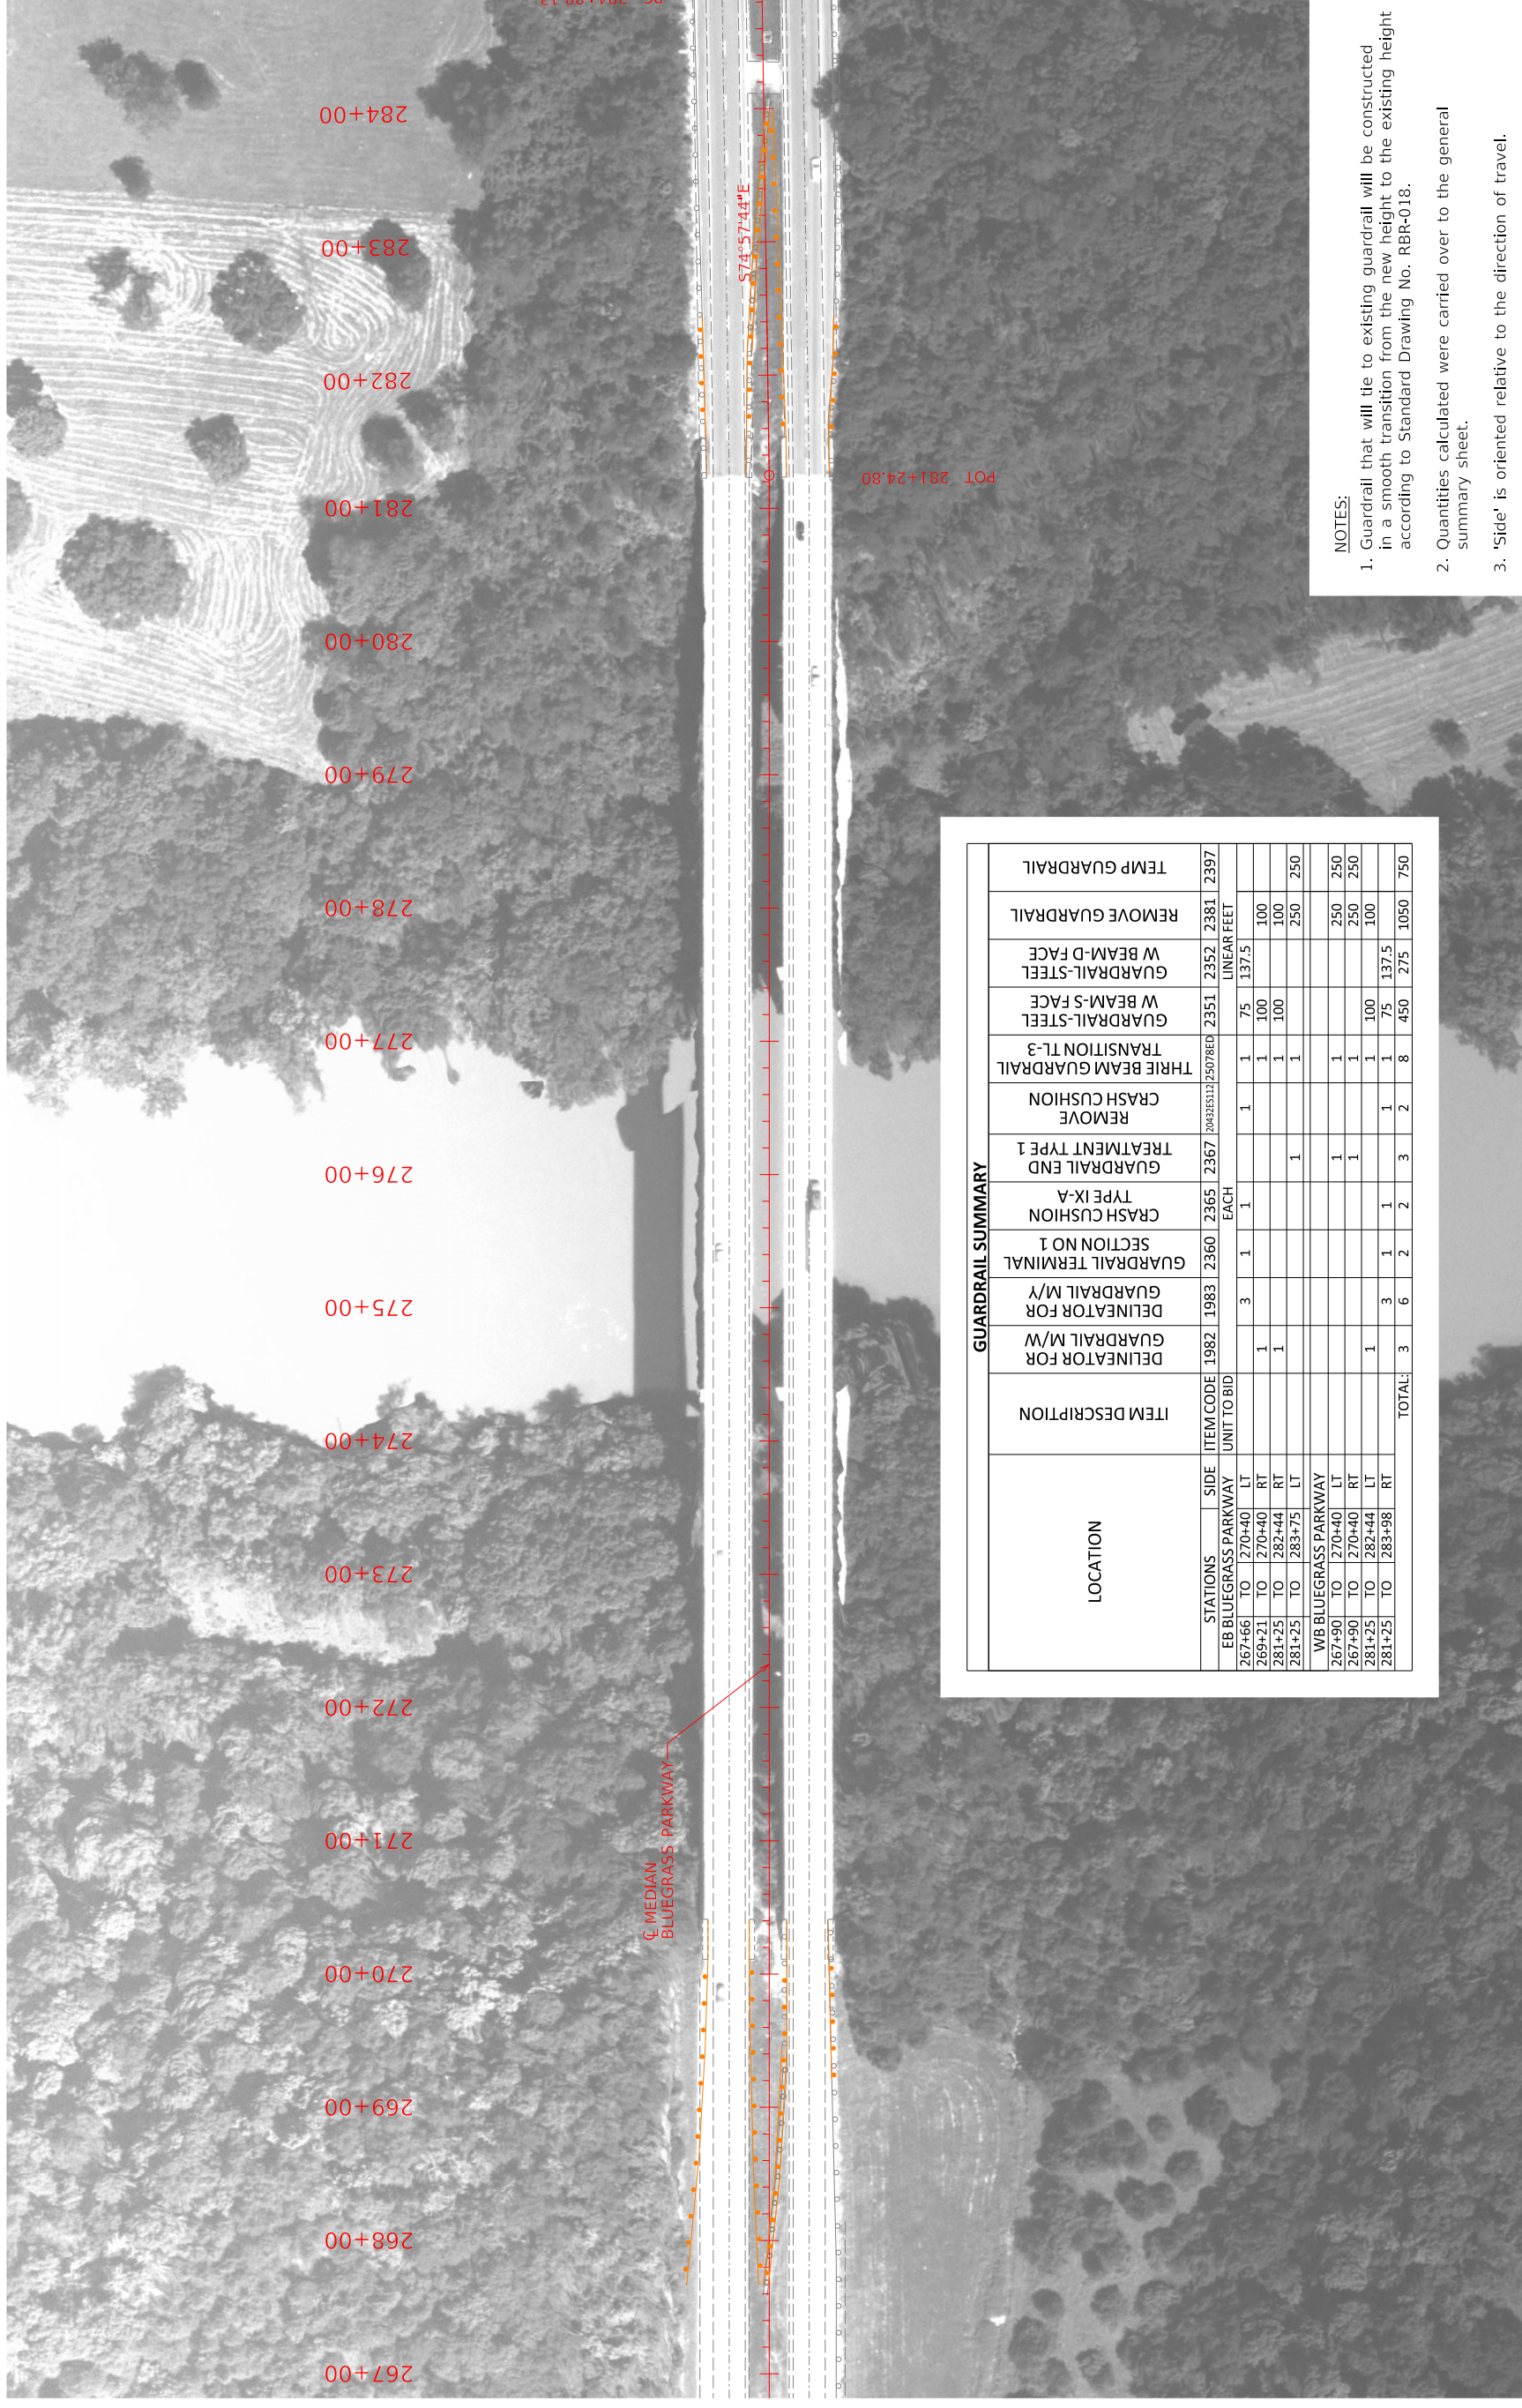 284+00
283+00
282+00
281+00
280+00
279+00
278+00
277+00
276+00
275+00
274+00
273+00
272+00
271+00
270+00
269+00
268+00
267+00
S74°57'44"E
POT 281+24.80
℄ MEDIAN
BLUEGRASS PARKWAY
NOTES:
1. Guardrail that will tie to existing guardrail will be constructed
in a smooth transition from the new height to the existing height
according to Standard Drawing No. RBR-018.
2. Quantities calculated were carried over to the general
summary sheet.
3. 'Side' is oriented relative to the direction of travel.
GUARDRAIL SUMMARY
LOCATION
ITEM DESCRIPTION
DELINEATOR FOR
GUARDRAIL M/W
DELINEATOR FOR
GUARDRAIL M/Y
GUARDRAIL TERMINAL
SECTION NO 1
CRASH CUSHION
TYPE IX-A
GUARDRAIL END
TREATMENT TYPE 1
REMOVE
CRASH CUSHION
THRIE BEAM GUARDRAIL
TRANSITION TL-3
GUARDRAIL-STEEL
W BEAM-S FACE
GUARDRAIL-STEEL
W BEAM-D FACE
REMOVE GUARDRAIL
TEMP GUARDRAIL
STATIONS SIDE ITEM CODE 1982 1983 2360 2365 2367 20432ES112 25078ED 2351 2352 2381 2397
EB BLUEGRASS PARKWAY UNIT TO BID EACH LINEAR FEET
267+66 TO 270+40 LT 3 1 1 1 1 75 137.5
269+21 TO 270+40 RT 1 1 100 100
281+25 TO 282+44 RT 1 1 100 100
281+25 TO 283+75 LT 1 1 250 250
WB BLUEGRASS PARKWAY
267+90 TO 270+40 LT 1 1 250 250
267+90 TO 270+40 RT 1 1 250 250
281+25 TO 282+44 LT 1 1 100 100
281+25 TO 283+98 RT 3 1 1 1 1 75 137.5
TOTAL: 3 6 2 2 3 2 8 450 275 1050 750